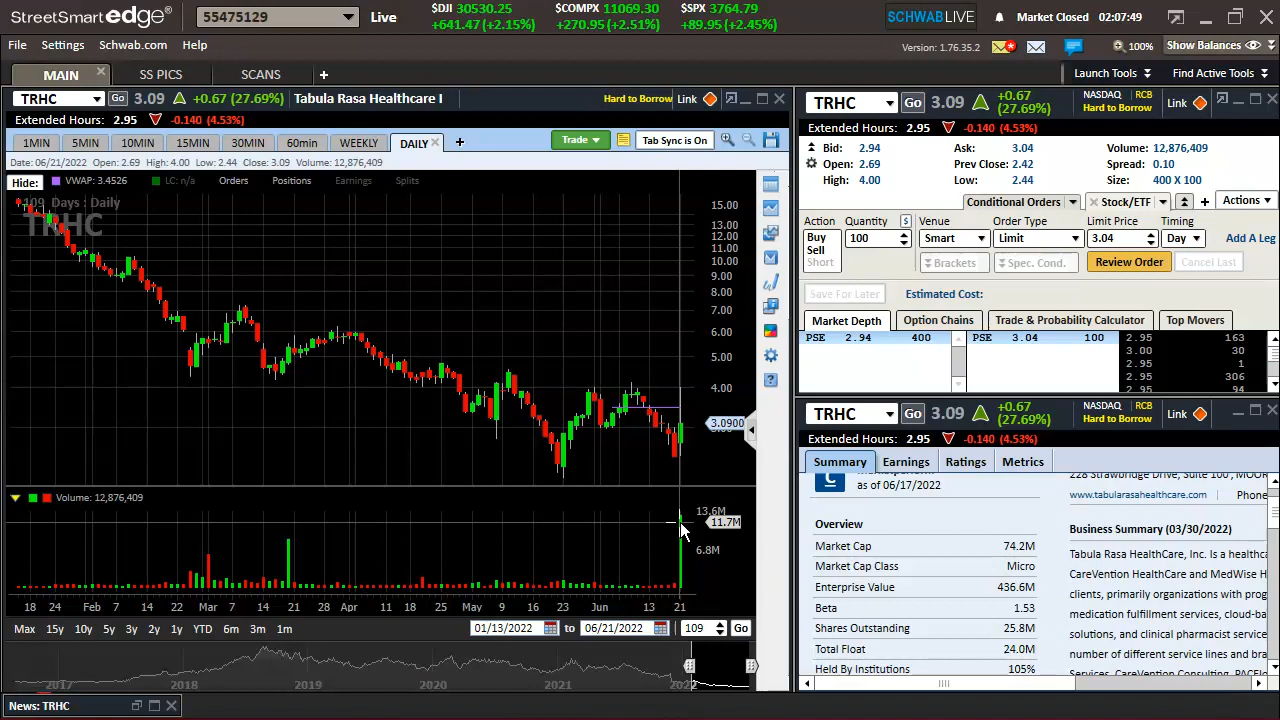 StreetSmart edge®
55475129
Live
$DJI 30530.25
+641.47 (+2.15%)
$COMPX 11069.30
+270.95 (+2.51%)
$SPX 3764.79
+89.95 (+2.45%)
SCHWABLIVE
Market Closed
02:07:49
File Settings Schwab.com Help
Version: 1.76.35.2
100%
Show Balances
MAIN SS PICS SCANS +
Launch Tools Find Active Tools
TRHC Go 3.09 +0.67 (27.69%) Tabula Rasa Healthcare I Hard to Borrow Link
Extended Hours: 2.95 -0.140 (4.53%)
1MIN 5MIN 10MIN 15MIN 30MIN 60min WEEKLY DAILY + Trade Tab Sync is On
Date: 06/21/2022 Open: 2.69 High: 4.00 Low: 2.44 Close: 3.09 Volume: 12,876,409
Hide: VWAP: 3.4526 LC: n/a Orders Positions Earnings Splits
109 Days : Daily
TRHC
15.00
13.00
12.00
11.00
10.00
9.00
8.00
7.00
6.00
5.00
4.00
3.0900
Volume: 12,876,409
13.6M
11.7M
6.8M
18 24 Feb 7 14 22 Mar 7 14 21 28 Apr 11 18 25 May 9 16 23 Jun 13 21
Max 15y 10y 5y 3y 2y 1y YTD 6m 3m 1m
01/13/2022 to 06/21/2022 109 Go
2017 2018 2019 2020 2021 2022
News: TRHC
TRHC Go 3.09 +0.67
(27.69%)
NASDAQ RCB
Hard to Borrow
Link
Extended Hours: 2.95 -0.140 (4.53%)
Bid: 2.94 Ask: 3.04 Volume: 12,876,409
Open: 2.69 Prev Close: 2.42 Spread: 0.10
High: 4.00 Low: 2.44 Size: 400 X 100
Conditional Orders Stock/ETF + Actions
Action Quantity $ Venue Order Type Limit Price Timing
Buy
Sell
Short
100 Smart Limit 3.04 Day Add A Leg
Brackets Spec. Cond. Review Order Cancel Last
Save For Later Estimated Cost:
Market Depth Option Chains Trade & Probability Calculator Top Movers
PSE 2.94 400 PSE 3.04 100
2.95 163
3.00 30
2.95 1
2.95 306
2.95 94
TRHC Go 3.09 +0.67
(27.69%)
NASDAQ RCB
Hard to Borrow
Link
Extended Hours: 2.95 -0.140 (4.53%)
Summary Earnings Ratings Metrics
as of 06/17/2022
Overview
Market Cap 74.2M
Market Cap Class Micro
Enterprise Value 436.6M
Beta 1.53
Shares Outstanding 25.8M
Total Float 24.0M
Held By Institutions 105%
228 Strawbridge Drive, Suite 100 , MOOR
www.tabularasahealthcare.com Phone
Business Summary (03/30/2022)
Tabula Rasa HealthCare, Inc. is a healthca
CareVention HealthCare and MedWise H
clients, primarily organizations with prog
medication fulfillment services, cloud-ba
solutions, and clinical pharmacist service
number of different service lines and bra